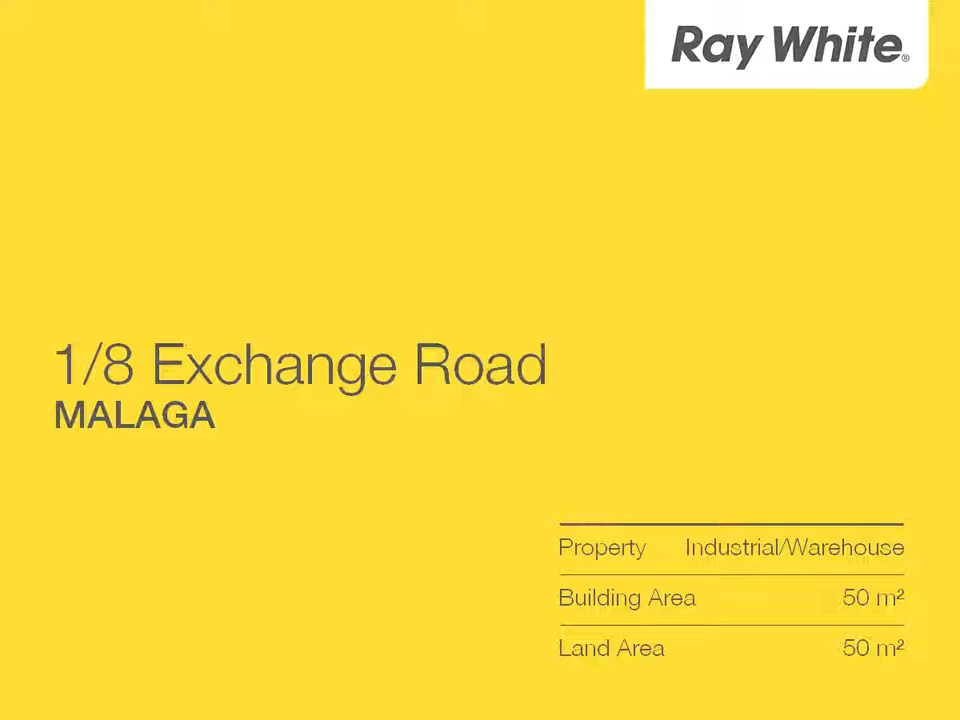 Ray White®
1/8 Exchange Road
MALAGA
Property Industrial/Warehouse
Building Area 50 m²
Land Area 50 m²